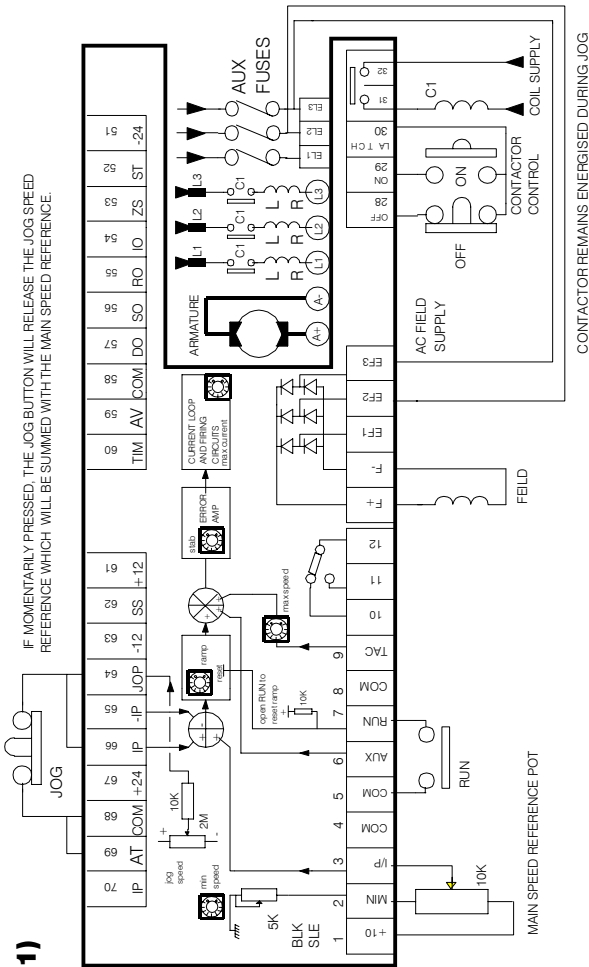 1)
IF MOMENTARILY PRESSED, THE JOG BUTTON WILL RELEASE THE JOG SPEED
REFERENCE WHICH WILL BE SUMMED WITH THE MAIN SPEED REFERENCE.
JOG
70 69 68 67 66 65 64 63 62 61
IP AT COM +24 IP -IP JOP -12 SS +12
60 59 58 57 56 55 54 53 52 51
TIM AV COM DO SO RO IO ZS ST -24
jog
speed
+
-
10K
2M
min
speed
5K
BLK
SLE
+
-
+
ramp
reset
open RUN to
reset ramp
+
10K
+
+
+
max speed
stab
ERROR
AMP
CURRENT LOOP
AND FIRING
CIRCUITS
max current
ARMATURE
A+
A-
L1 L2 L3
C1 C1 C1
L L L
R R R
L1 L2 L3
AUX
FUSES
EL1 EL2 EL3
1 2 3 4 5 6 7 8 9 10 11 12
+10 MIN I/P COM COM AUX RUN COM TAC
F+ F- EF1 EF2 EF3
28 29 30 31 32
OFF ON LA T CH
10K
MAIN SPEED REFERENCE POT
RUN
FEILD
AC FIELD
SUPPLY
OFF
ON
CONTACTOR
CONTROL
C1
COIL SUPPLY
CONTACTOR REMAINS ENERGISED DURING JOG